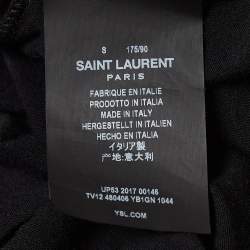 S 175/90
SAINT LAURENT
PARIS
FABRIQUE EN ITALIE
PRODOTTO IN ITALIA
MADE IN ITALY
HERGESTELLT IN ITALIEN
HECHO EN ITALIA
イタリア製
产地:意大利
UP53 2017 00146
TV12 480406 YB1GN 1044
YSL.COM